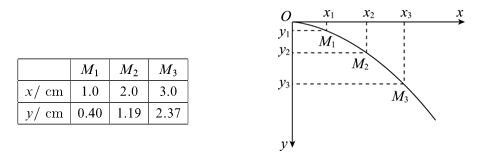 M₁ M₂ M₃
x/ cm 1.0 2.0 3.0
y/ cm 0.40 1.19 2.37
O x₁ x₂ x₃ x
y₁
M₁
y₂
M₂
y₃
M₃
y